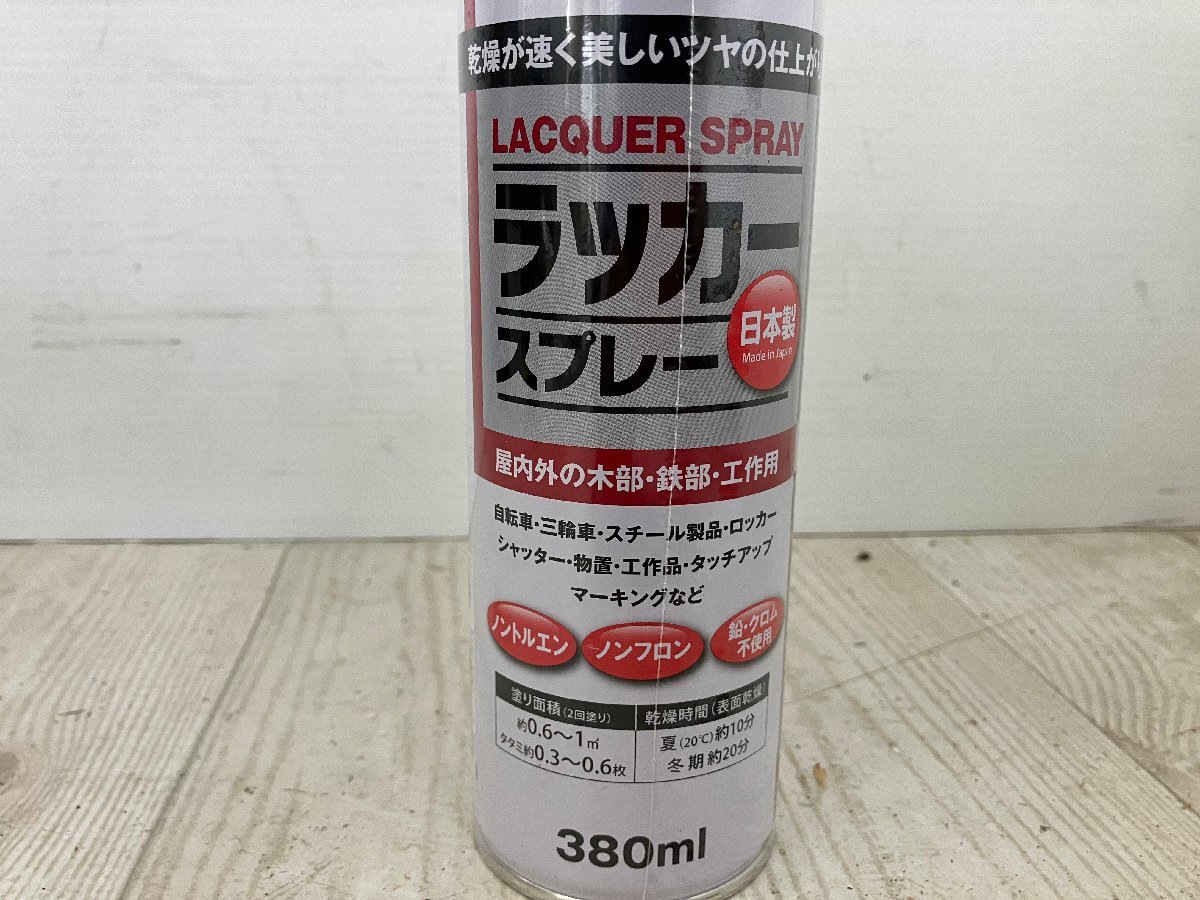 乾燥が速く美しいツヤの仕上がり
LACQUER SPRAY
ラッカー
スプレー
日本製
Made in Japan
屋内外の木部・鉄部・工作用
自転車・三輪車・スチール製品・ロッカー
シャッター・物置・工作品・タッチアップ
マーキングなど
ノントルエン
ノンフロン
鉛・クロム
不使用
塗り面積(2回塗り)
約0.6〜1㎡
タタミ約0.3〜0.6枚
乾燥時間(表面乾燥)
夏(20℃)約10分
冬期約20分
380ml